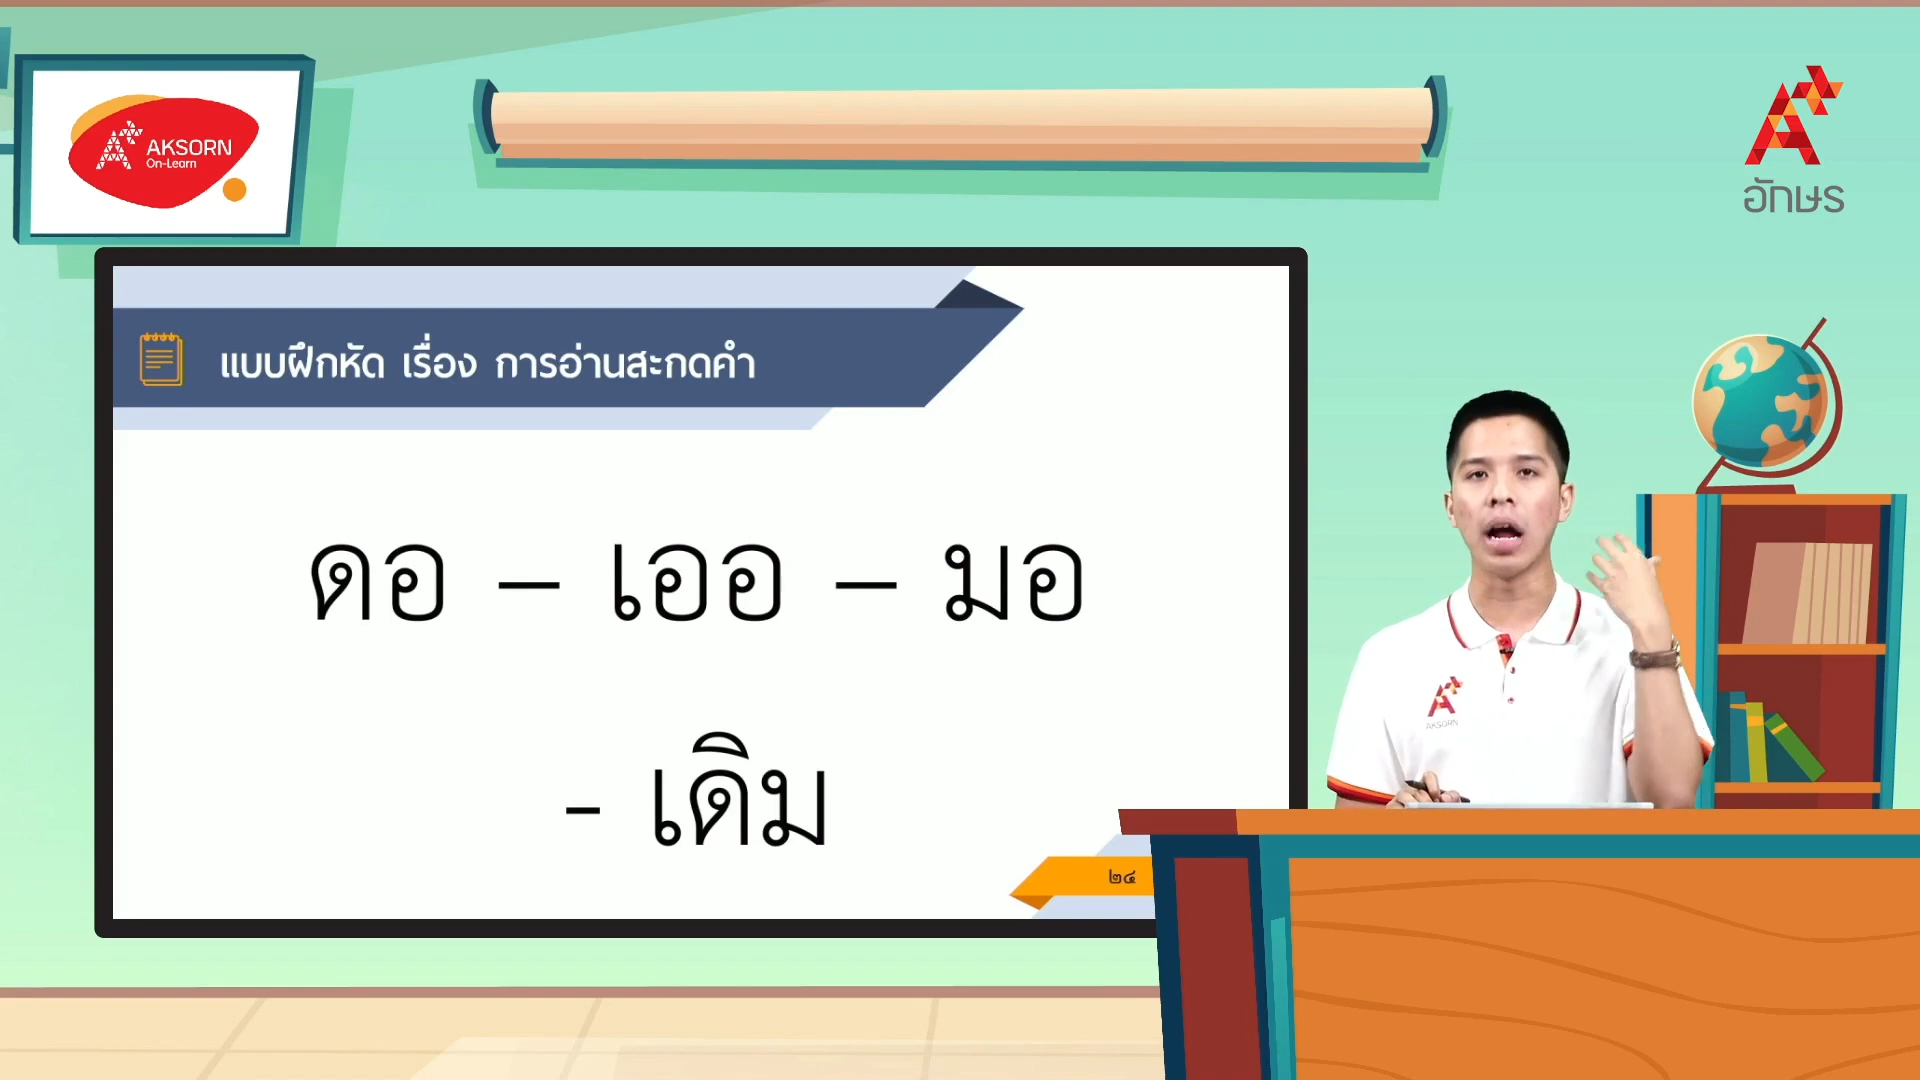 AKSORN
On-Learn
อักษร
แบบฝึกหัด เรื่อง การอ่านสะกดคำ
ดอ – เออ – มอ
- เดิม
๒๔
AKSORN